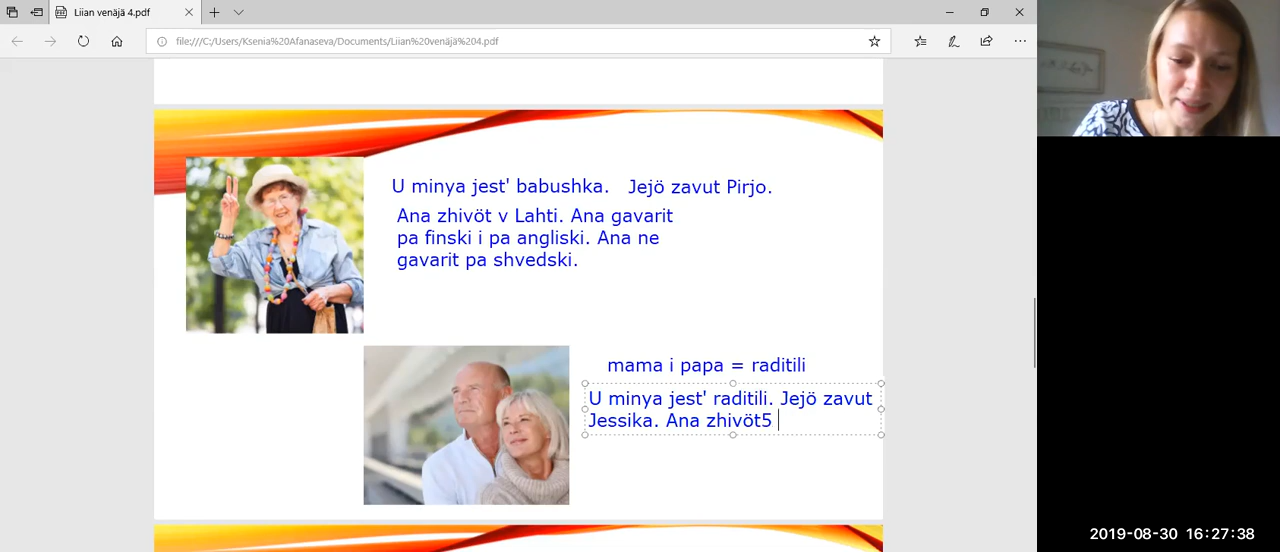 Liian venäjä 4.pdf
file:///C:/Users/Ksenia%20Afanaseva/Documents/Liian%20venäjä%204.pdf
U minya jest' babushka. Jejö zavut Pirjo.
Ana zhivöt v Lahti. Ana gavarit
pa finski i pa angliski. Ana ne
gavarit pa shvedski.
mama i papa = raditili
U minya jest' raditili. Jejö zavut
Jessika. Ana zhivöt5
2019-08-30 16:27:38